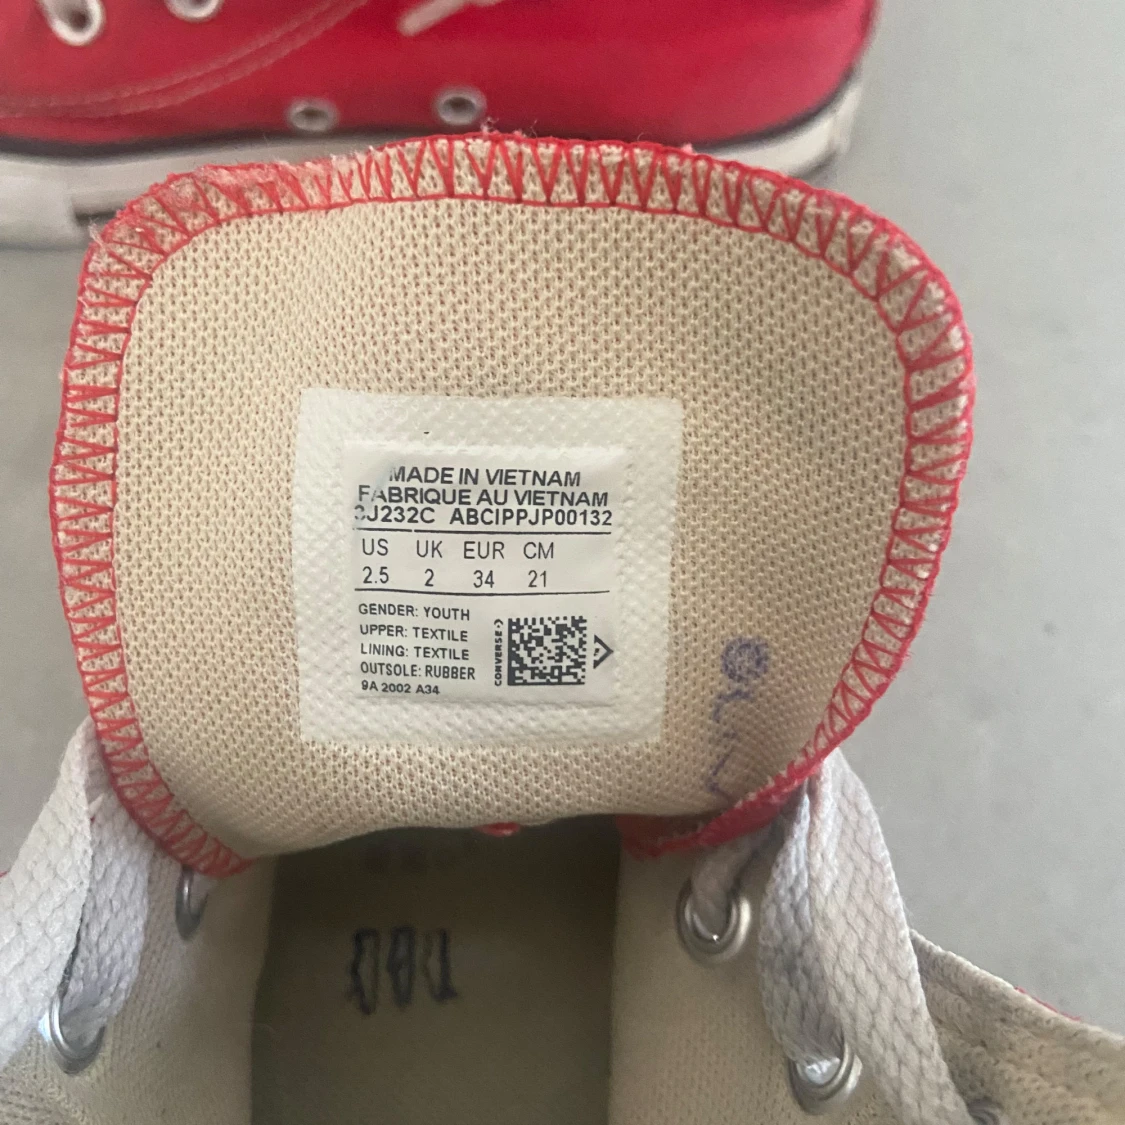 MADE IN VIETNAM
FABRIQUE AU VIETNAM
3J232C ABCIPPJP00132
US UK EUR CM
2.5 2 34 21
GENDER: YOUTH
UPPER: TEXTILE
LINING: TEXTILE
OUTSOLE: RUBBER
9A 2002 A34
CONVERSE